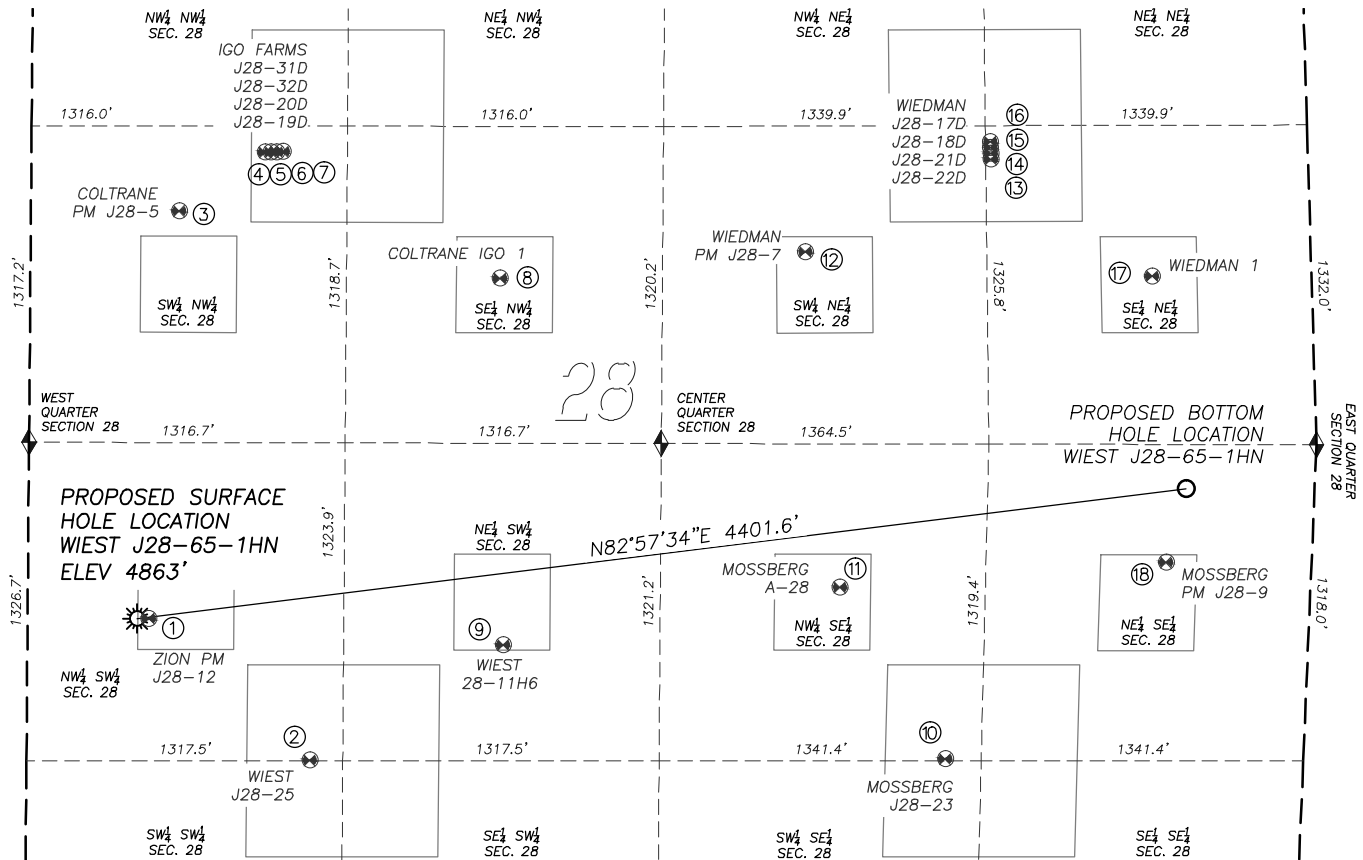 NW¼ NW¼
SEC. 28
NE¼ NW¼
SEC. 28
NW¼ NE¼
SEC. 28
NE¼ NE¼
SEC. 28
IGO FARMS
J28-31D
J28-32D
J28-20D
J28-19D
1316.0'
1316.0'
1339.9'
1339.9'
WIEDMAN
J28-17D
J28-18D
J28-21D
J28-22D
16
15
14
13
4 5 6 7
COLTRANE
PM J28-5
3
COLTRANE IGO 1
8
WIEDMAN
PM J28-7
12
17
WIEDMAN 1
1317.2'
1318.7'
1320.2'
1325.8'
1332.0'
SW¼ NW¼
SEC. 28
SE¼ NW¼
SEC. 28
SW¼ NE¼
SEC. 28
SE¼ NE¼
SEC. 28
28
WEST
QUARTER
SECTION 28
CENTER
QUARTER
SECTION 28
EAST QUARTER
SECTION 28
1316.7'
1316.7'
1364.5'
PROPOSED BOTTOM
HOLE LOCATION
WIEST J28-65-1HN
PROPOSED SURFACE
HOLE LOCATION
WIEST J28-65-1HN
ELEV 4863'
N82°57'34"E 4401.6'
1326.7'
1323.9'
1321.2'
1319.4'
1318.0'
NE¼ SW¼
SEC. 28
MOSSBERG
A-28
11
18
MOSSBERG
PM J28-9
1
ZION PM
J28-12
9
WIEST
28-11H6
NW¼ SW¼
SEC. 28
NW¼ SE¼
SEC. 28
NE¼ SE¼
SEC. 28
1317.5'
2
WIEST
J28-25
1317.5'
1341.4'
10
MOSSBERG
J28-23
1341.4'
SW¼ SW¼
SEC. 28
SE¼ SW¼
SEC. 28
SW¼ SE¼
SEC. 28
SE¼ SE¼
SEC. 28